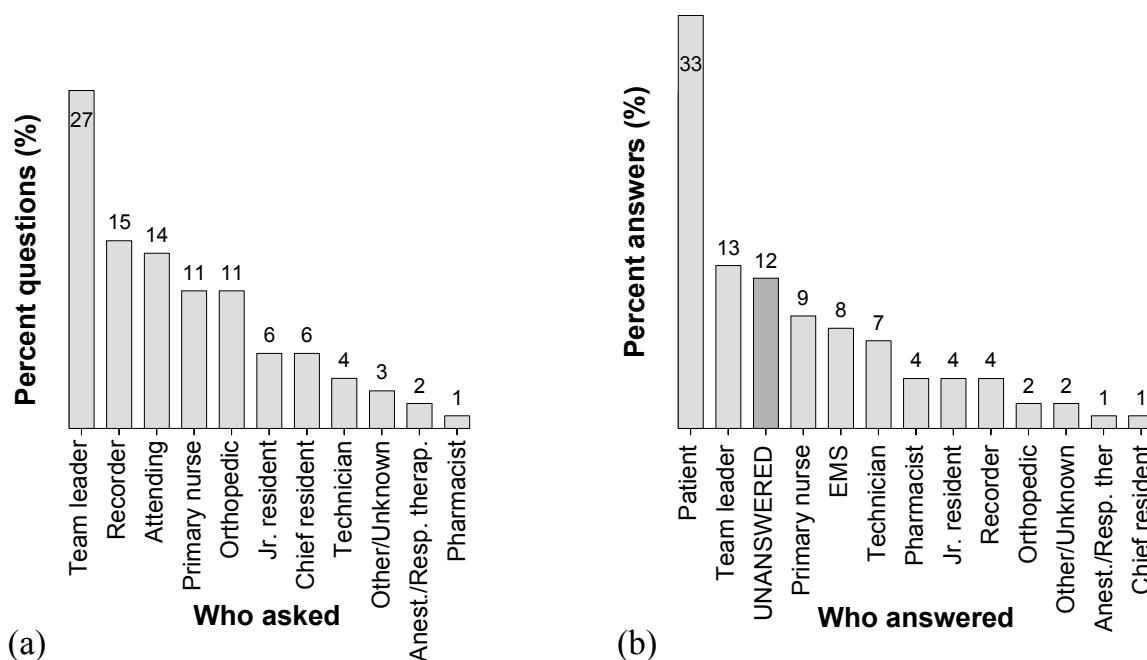 Percent questions (%)
27
15
14
11
11
6
6
4
3
2
1
Team leader
Recorder
Attending
Primary nurse
Orthopedic
Jr. resident
Chief resident
Technician
Other/Unknown
Anest./Resp. therap.
Pharmacist
Who asked
(a)
Percent answers (%)
33
13
12
9
8
7
4
4
4
2
2
1
1
Patient
Team leader
UNANSWERED
Primary nurse
EMS
Technician
Pharmacist
Jr. resident
Recorder
Orthopedic
Other/Unknown
Anest./Resp. ther
Chief resident
Who answered
(b)